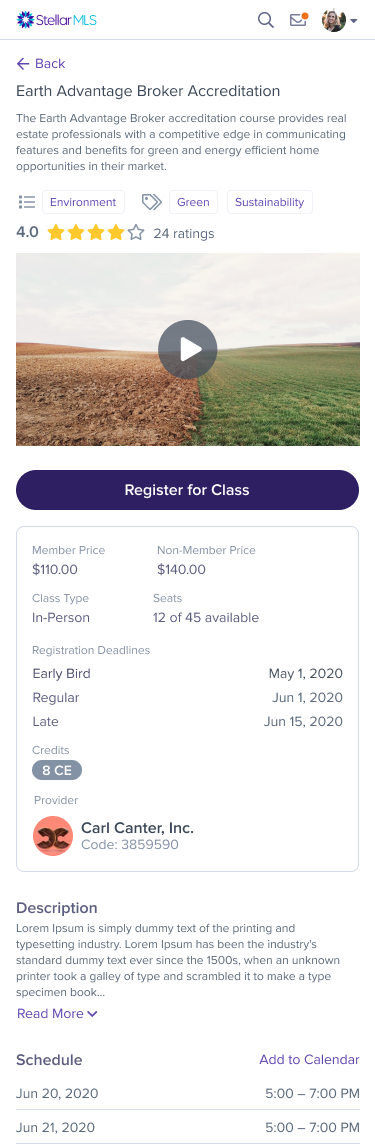 StellarMLS
Back
Earth Advantage Broker Accreditation
The Earth Advantage Broker accreditation course provides real
estate professionals with a competitive edge in communicating
features and benefits for green and energy efficient home
opportunities in their market.
Environment Green Sustainability
4.0 24 ratings
Register for Class
Member Price Non-Member Price
$110.00 $140.00
Class Type Seats
In-Person 12 of 45 available
Registration Deadlines
Early Bird May 1, 2020
Regular Jun 1, 2020
Late Jun 15, 2020
Credits
8 CE
Provider
Carl Canter, Inc.
Code: 3859590
Description
Lorem Ipsum is simply dummy text of the printing and
typesetting industry. Lorem Ipsum has been the industry's
standard dummy text ever since the 1500s, when an unknown
printer took a galley of type and scrambled it to make a type
specimen book...
Read More
Schedule Add to Calendar
Jun 20, 2020 5:00 – 7:00 PM
Jun 21, 2020 5:00 – 7:00 PM